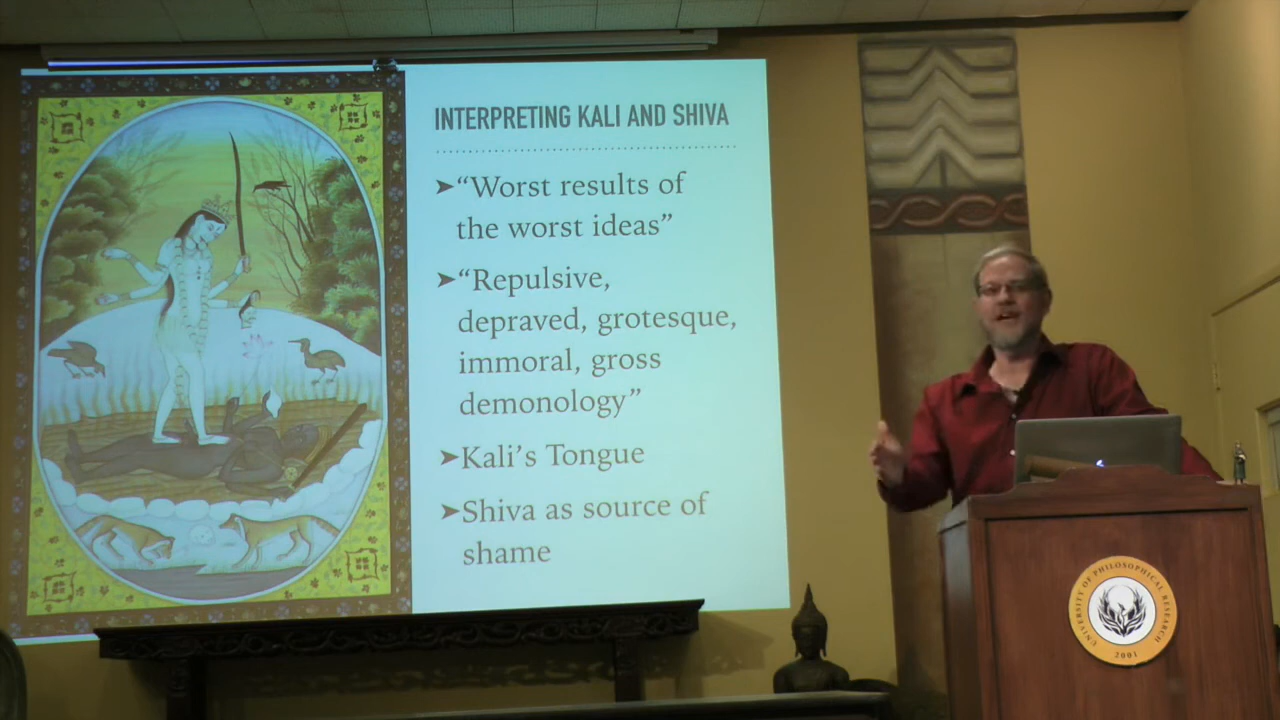 INTERPRETING KALI AND SHIVA
➤“Worst results of
the worst ideas”
➤“Repulsive,
depraved, grotesque,
immoral, gross
demonology”
➤Kali’s Tongue
➤Shiva as source of
shame
UNIVERSITY OF PHILOSOPHICAL RESEARCH
2001